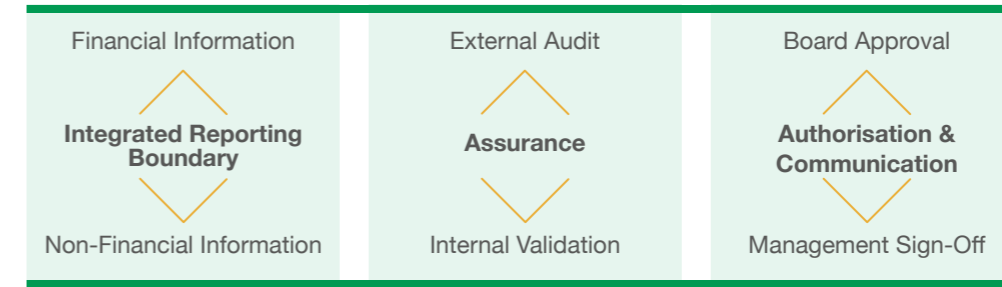 Financial Information
Integrated Reporting
Boundary
Non-Financial Information
External Audit
Assurance
Internal Validation
Board Approval
Authorisation &
Communication
Management Sign-Off